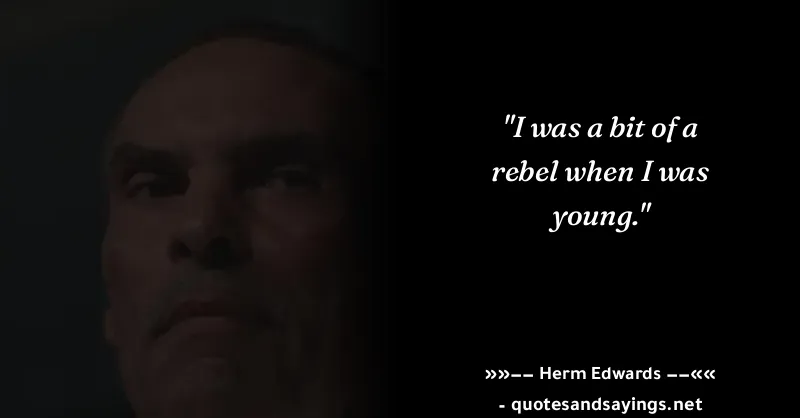 "I was a bit of a
rebel when I was
young."
»»−− Herm Edwards −−««
- quotesandsayings.net